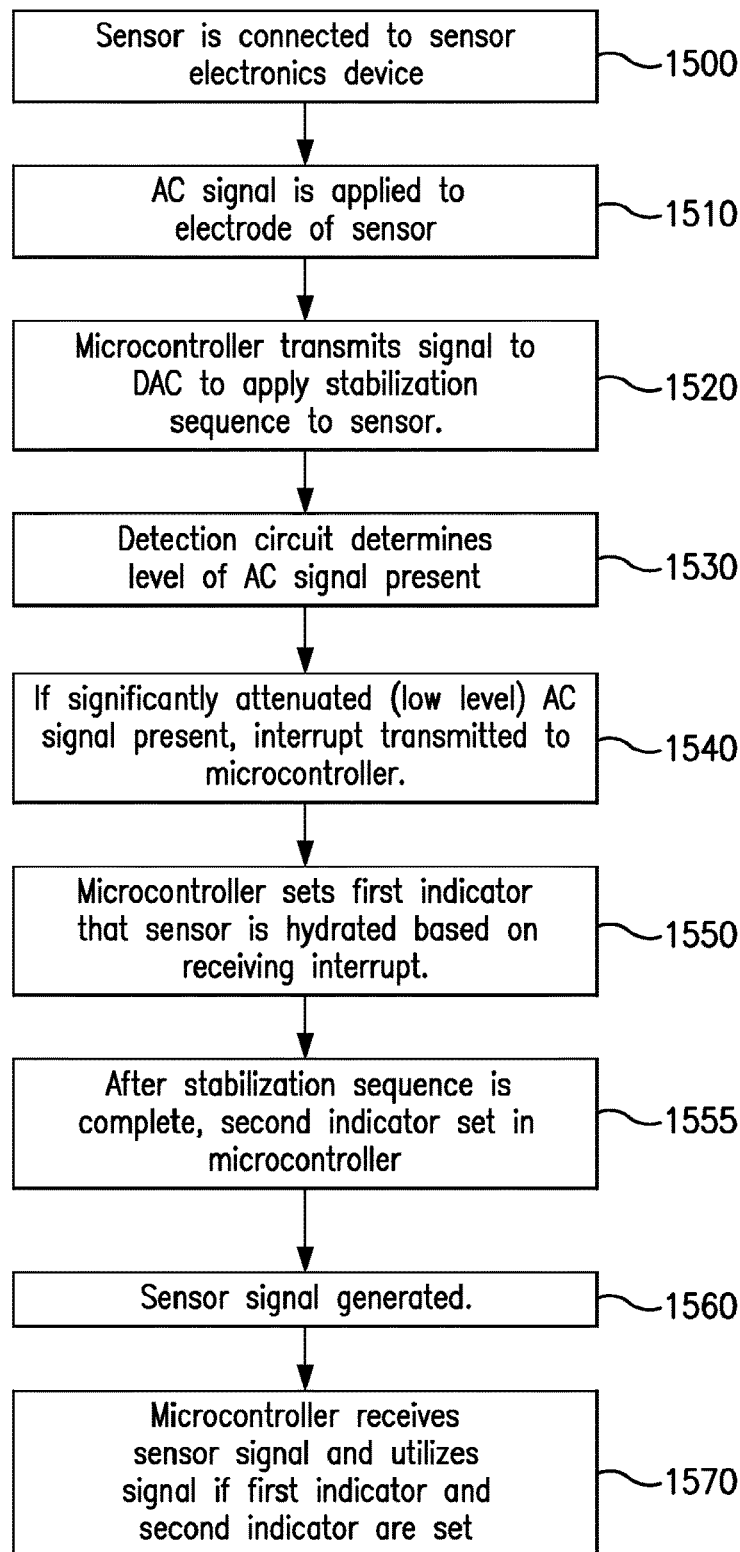 Sensor is connected to sensor
electronics device
1500
AC signal is applied to
electrode of sensor
1510
Microcontroller transmits signal to
DAC to apply stabilization
sequence to sensor.
1520
Detection circuit determines
level of AC signal present
1530
If significantly attenuated (low level) AC
signal present, interrupt transmitted to
microcontroller.
1540
Microcontroller sets first indicator
that sensor is hydrated based on
receiving interrupt.
1550
After stabilization sequence is
complete, second indicator set in
microcontroller
1555
Sensor signal generated.
1560
Microcontroller receives
sensor signal and utilizes
signal if first indicator and
second indicator are set
1570